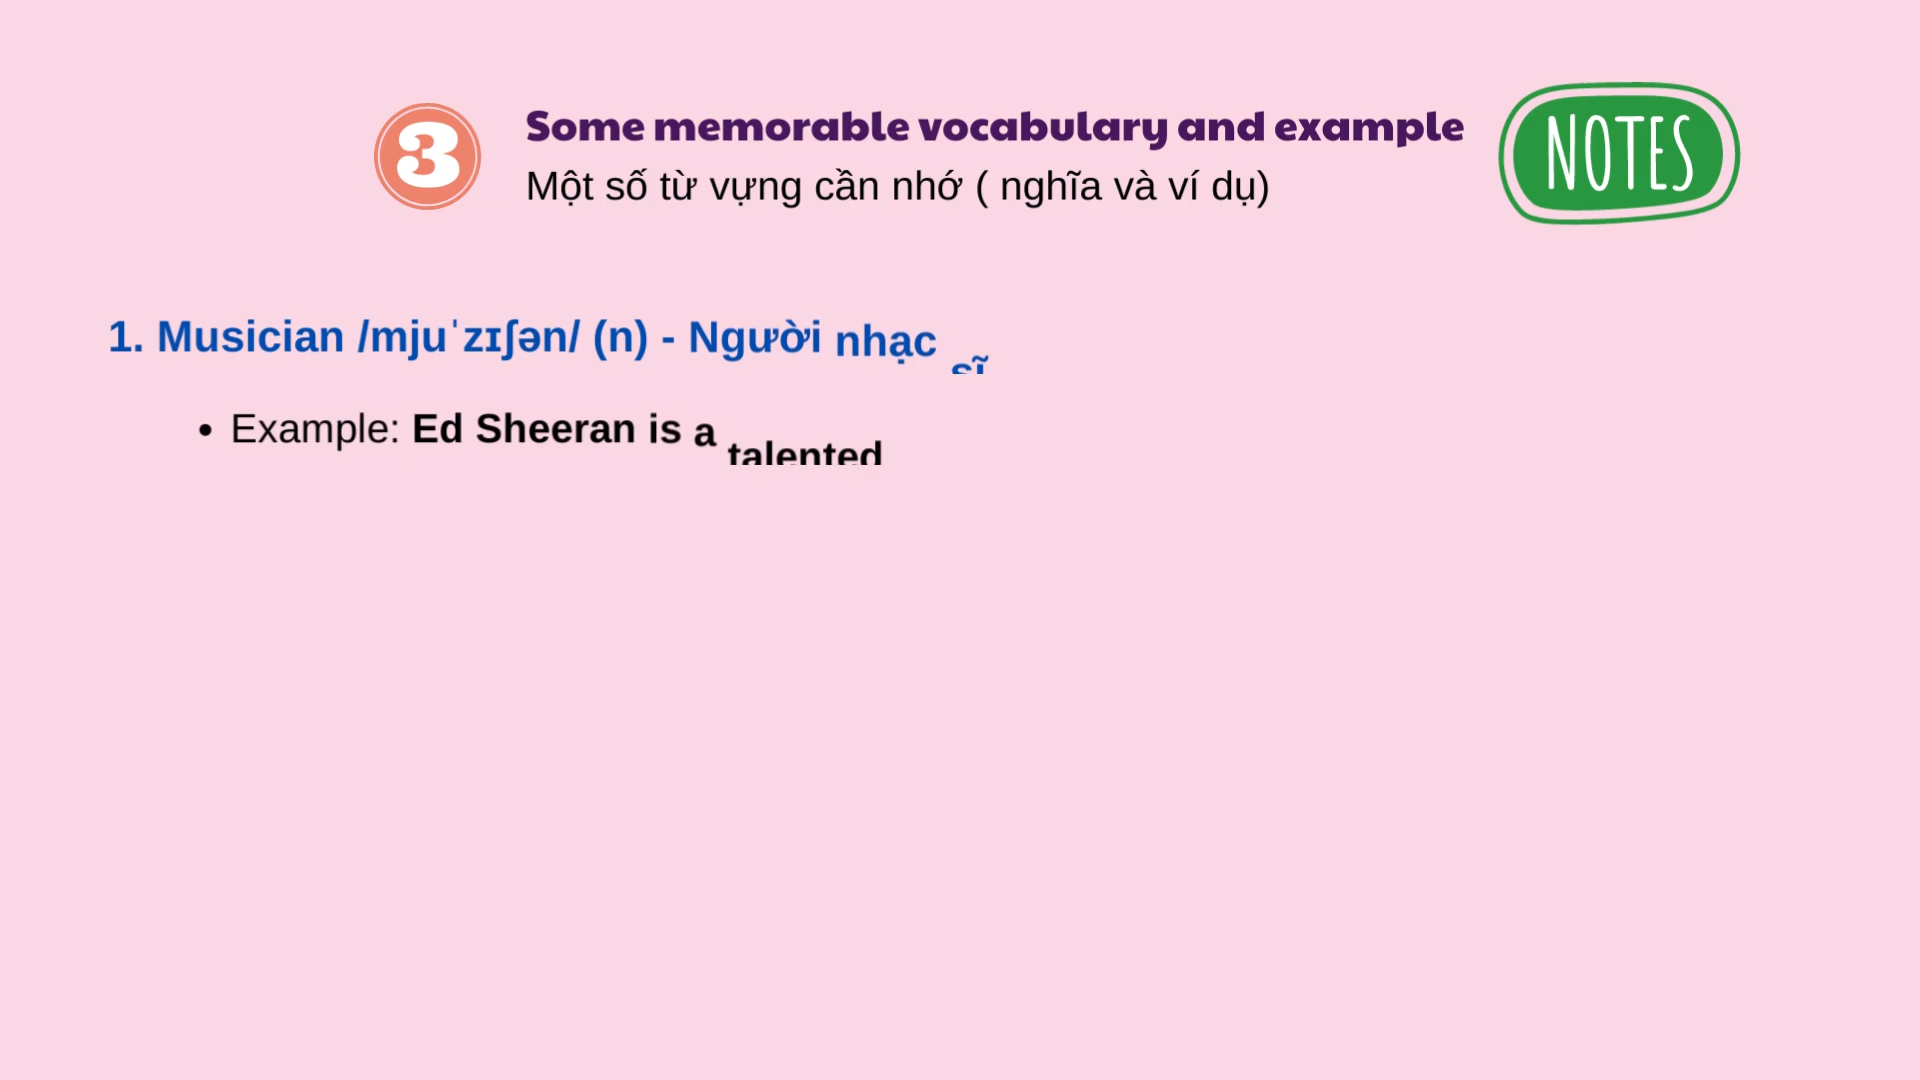 3
Some memorable vocabulary and example
Một số từ vựng cần nhớ ( nghĩa và ví dụ)
NOTES
1. Musician /mjuˈzɪʃən/ (n) - Người nhạc sĩ
• Example: Ed Sheeran is a talented